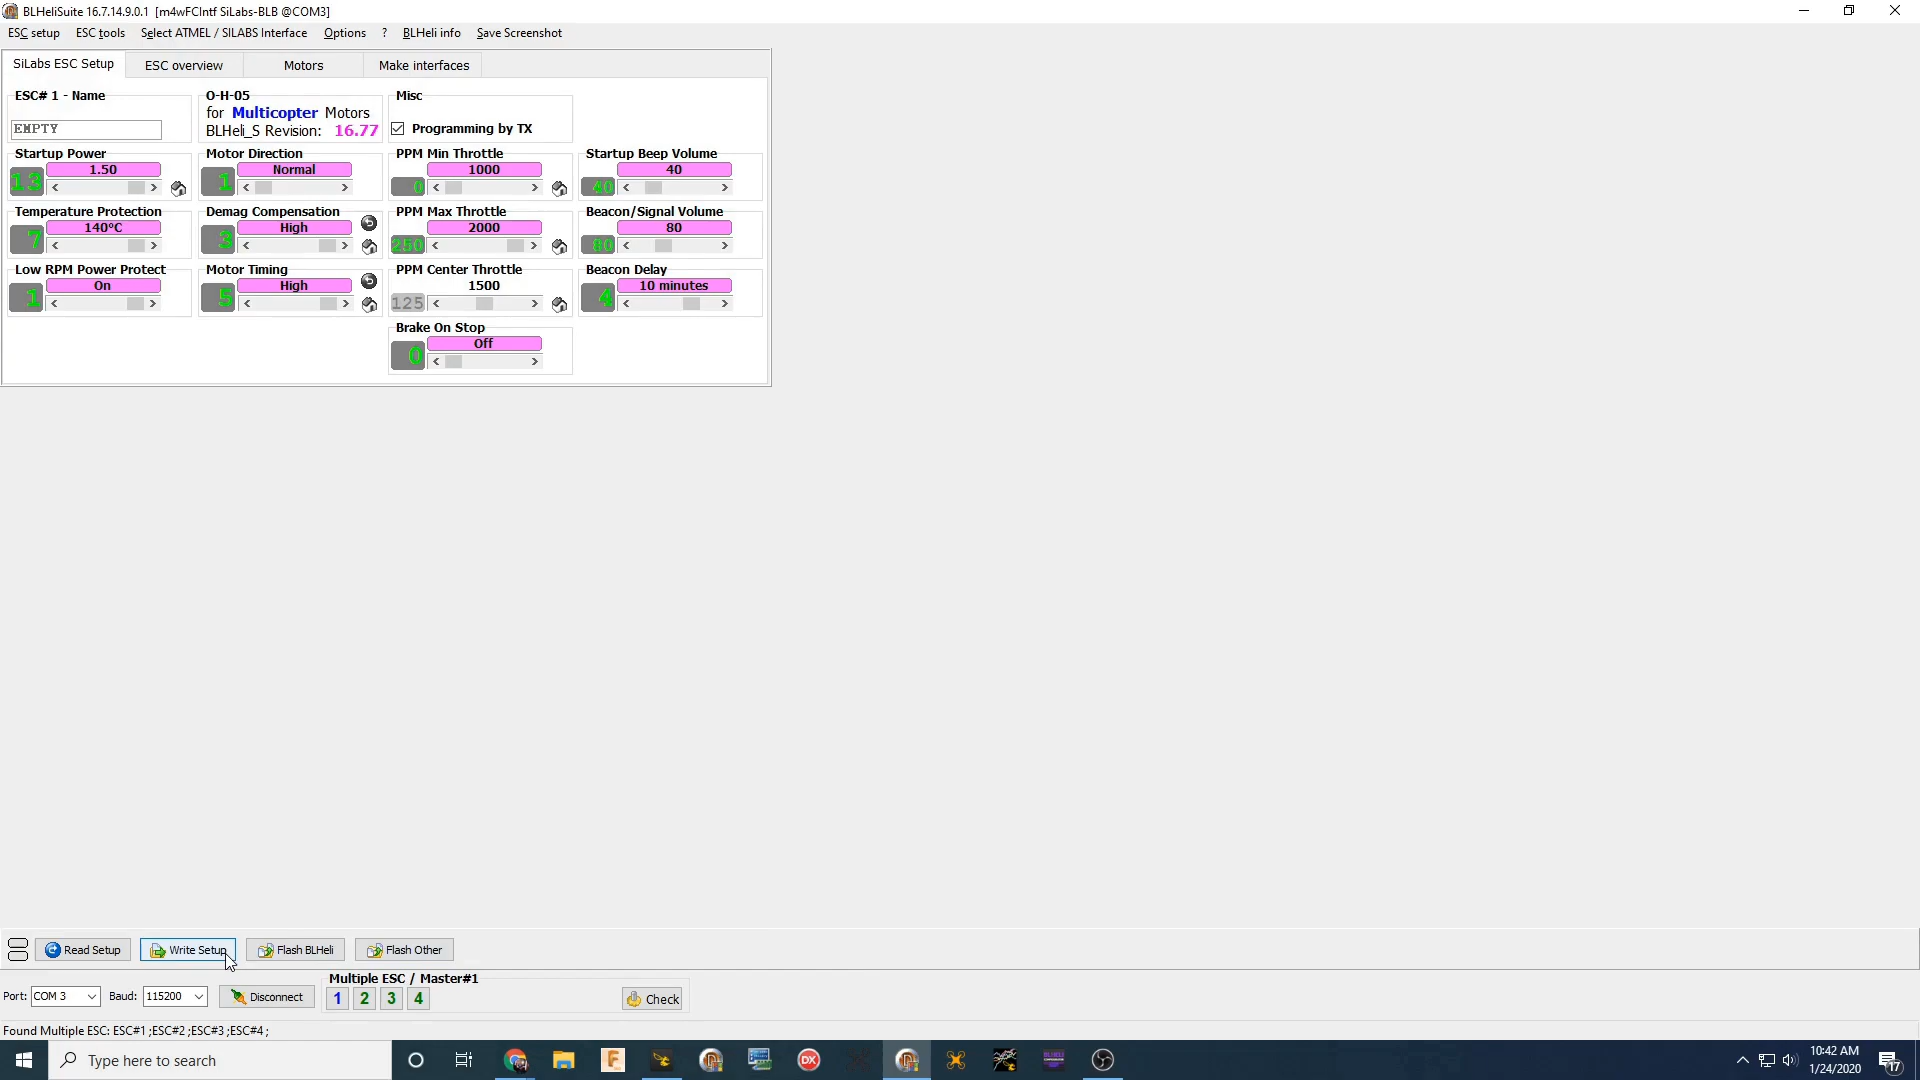 BLHeliSuite 16.7.14.9.0.1 [m4wFCIntf SiLabs-BLB @COM3]
ESC setup ESC tools Select ATMEL / SILABS Interface Options ? BLHeli info Save Screenshot
SiLabs ESC Setup ESC overview Motors Make interfaces
ESC# 1 - Name
EMPTY
O-H-05
for Multicopter Motors
BLHeli_S Revision: 16.77
Misc
Programming by TX
Startup Power
1.50
13
Motor Direction
Normal
1
PPM Min Throttle
1000
0
Startup Beep Volume
40
40
Temperature Protection
140°C
7
Demag Compensation
High
3
PPM Max Throttle
2000
250
Beacon/Signal Volume
80
80
Low RPM Power Protect
On
1
Motor Timing
High
5
PPM Center Throttle
1500
125
Beacon Delay
10 minutes
4
Brake On Stop
Off
0
Read Setup Write Setup Flash BLHeli Flash Other
Port: COM 3 Baud: 115200 Disconnect
Multiple ESC / Master#1
1 2 3 4 Check
Found Multiple ESC: ESC#1 ;ESC#2 ;ESC#3 ;ESC#4 ;
Type here to search
DX
10:42 AM
1/24/2020
17